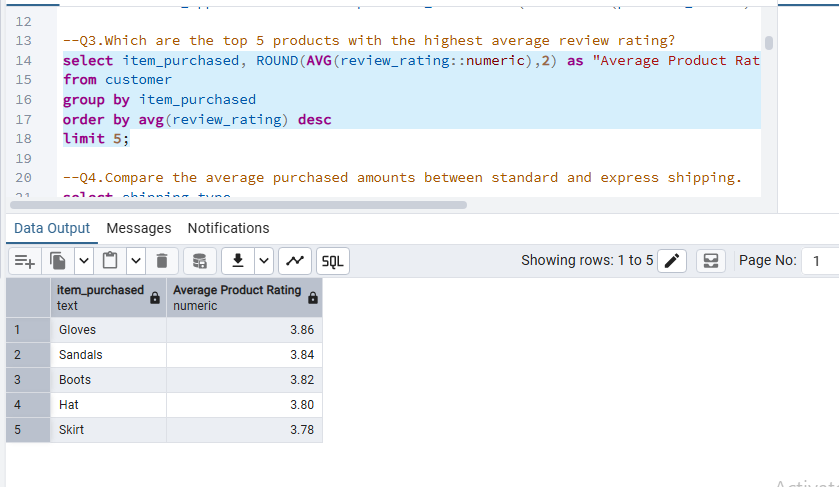 12
13 --Q3.Which are the top 5 products with the highest average review rating?
14 select item_purchased, ROUND(AVG(review_rating::numeric),2) as "Average Product Rat
15 from customer
16 group by item_purchased
17 order by avg(review_rating) desc
18 limit 5;
19
20 --Q4.Compare the average purchased amounts between standard and express shipping.
21 select shipping_type
Data Output Messages Notifications
SQL Showing rows: 1 to 5 Page No: 1
item_purchased Average Product Rating
text numeric
1 Gloves 3.86
2 Sandals 3.84
3 Boots 3.82
4 Hat 3.80
5 Skirt 3.78